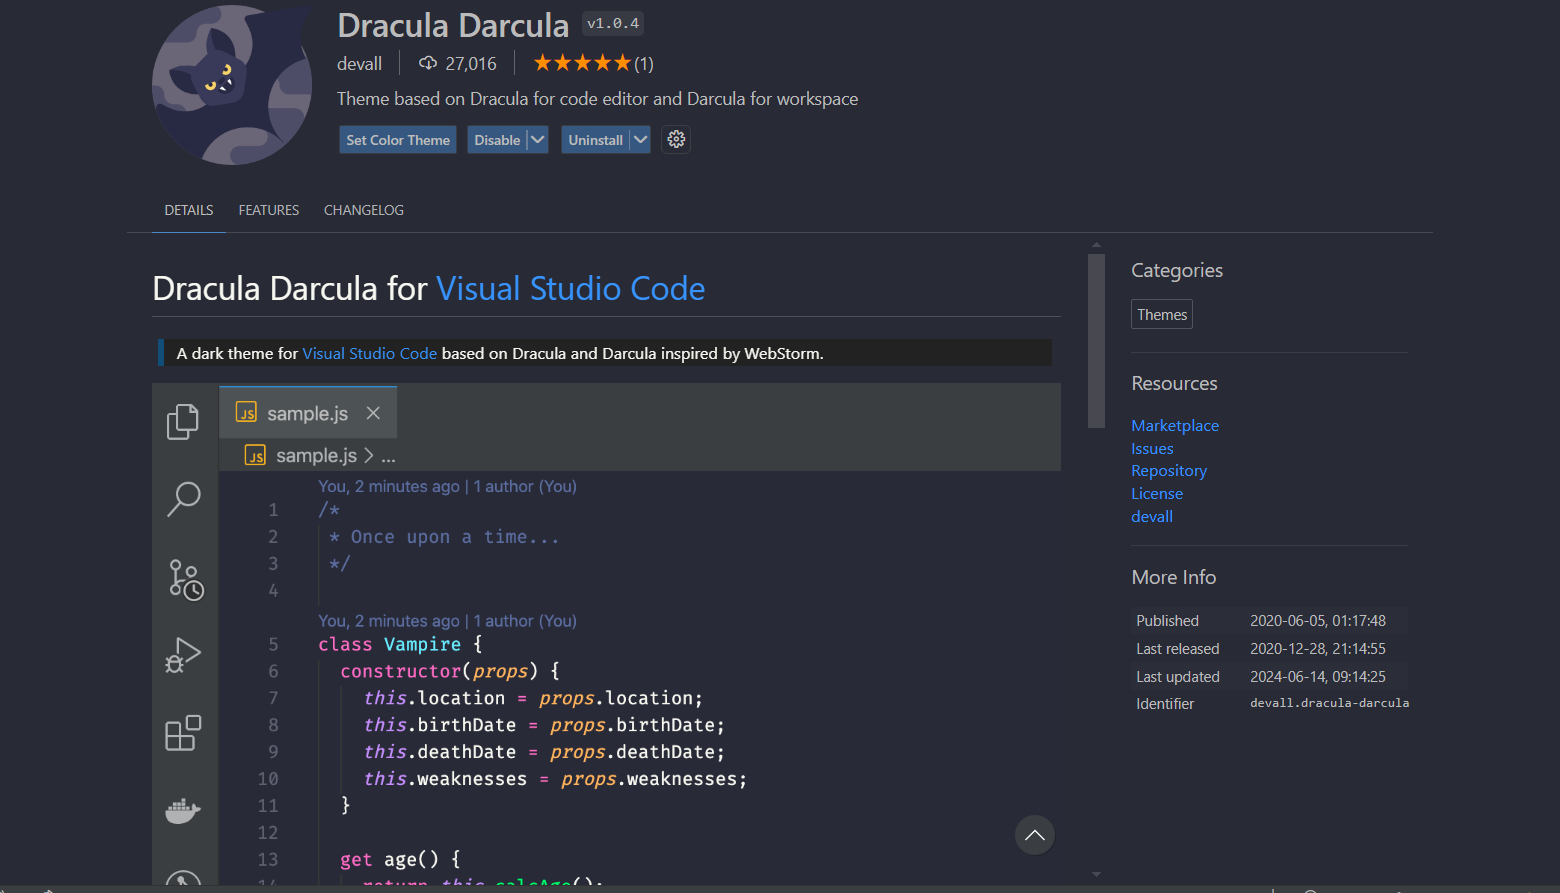 Dracula Darcula v1.0.4
devall 27,016 (1)
Theme based on Dracula for code editor and Darcula for workspace
Set Color Theme Disable Uninstall
DETAILS FEATURES CHANGELOG
Dracula Darcula for Visual Studio Code
A dark theme for Visual Studio Code based on Dracula and Darcula inspired by WebStorm.
JS sample.js
JS sample.js > ...
You, 2 minutes ago | 1 author (You)
1 /*
2 * Once upon a time...
3 */
4
You, 2 minutes ago | 1 author (You)
5 class Vampire {
6 constructor(props) {
7 this.location = props.location;
8 this.birthDate = props.birthDate;
9 this.deathDate = props.deathDate;
10 this.weaknesses = props.weaknesses;
11 }
12
13 get age() {
14 return this.calcAge();
Categories
Themes
Resources
Marketplace
Issues
Repository
License
devall
More Info
Published 2020-06-05, 01:17:48
Last released 2020-12-28, 21:14:55
Last updated 2024-06-14, 09:14:25
Identifier devall.dracula-darcula